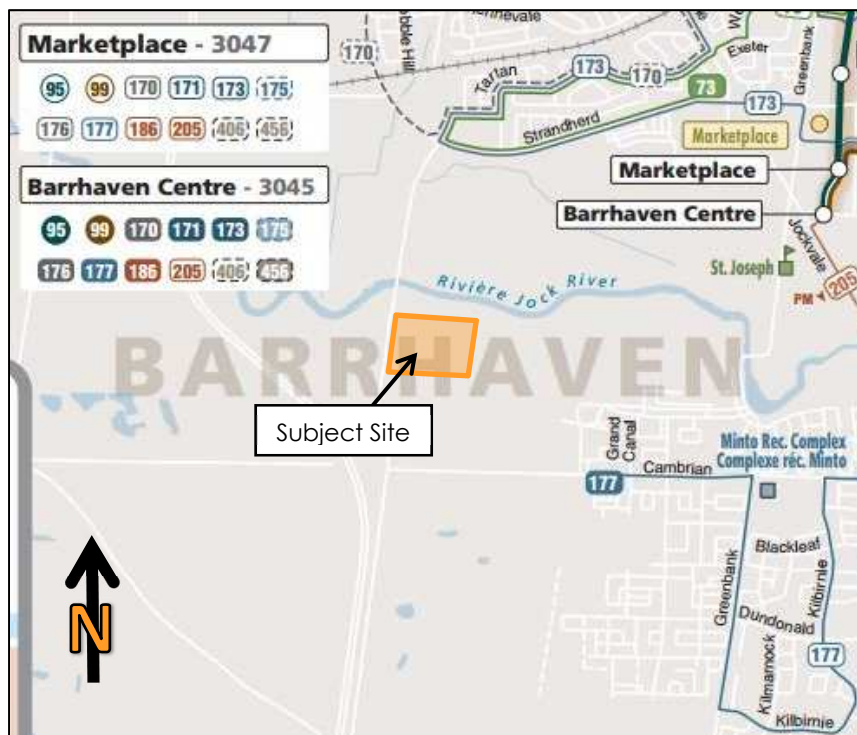 Marketplace - 3047
95 99 170 171 173 175
176 177 186 205 406 456
Barrhaven Centre - 3045
95 99 170 171 173 175
176 177 186 205 406 456
170
Tartan
173
170
Exeter
Greenbank
73
173
Strandherd
Marketplace
Marketplace
Barrhaven Centre
Jockvale
St. Joseph
205
PM
Rivière Jock River
BARRHAVEN
Subject Site
Grand
Canal
Minto Rec. Complex
Complexe réc. Minto
Cambrian
177
Blackleaf
Greenbank
Kilbirnie
Dundonald
Kilmarnock
177
Kilbirnie
N